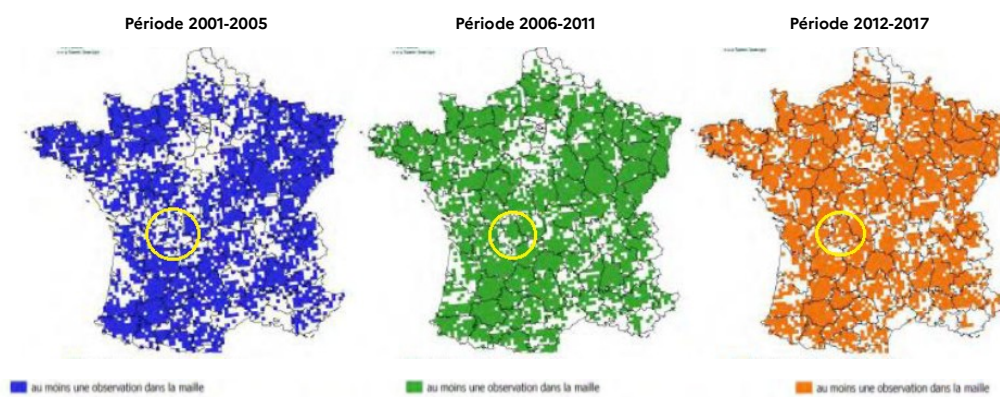 Période 2001-2005
Période 2006-2011
Période 2012-2017
au moins une observation dans la maille
au moins une observation dans la maille
au moins une observation dans la maille